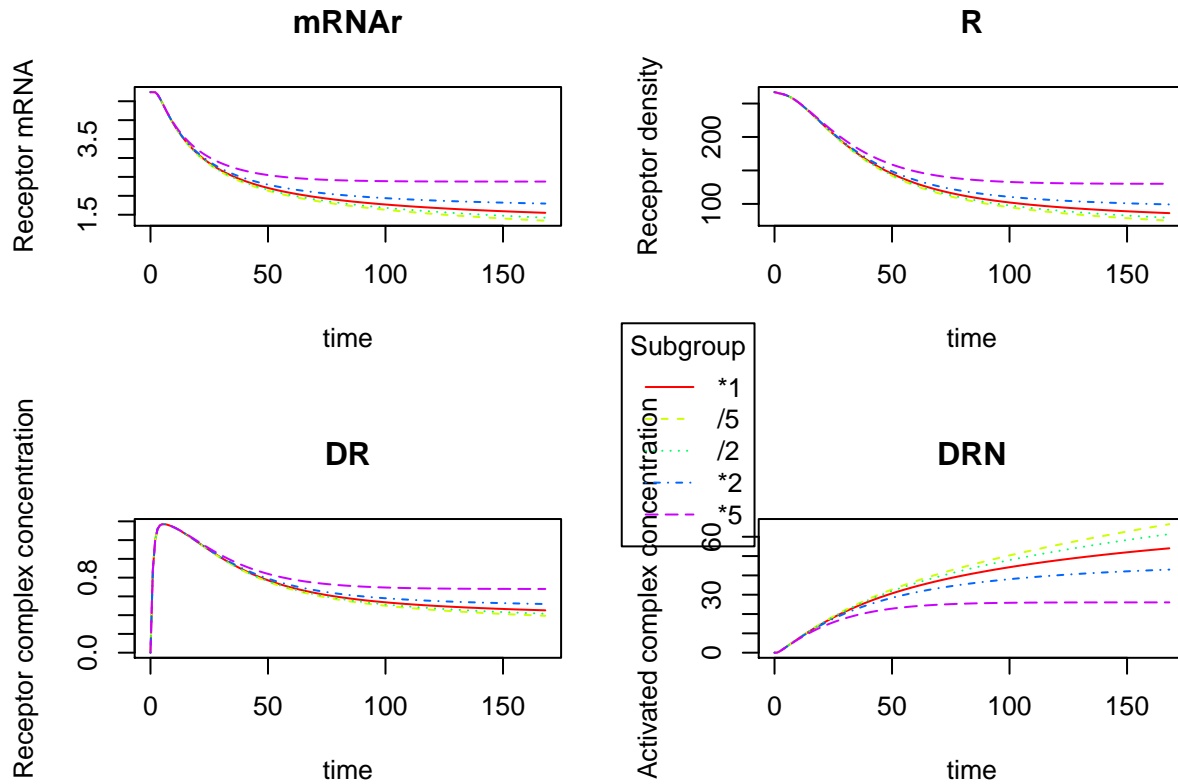 mRNAr
Receptor mRNA
1.5
3.5
0
50
100
150
time
R
Receptor density
100
200
0
50
100
150
time
Subgroup
*1
/5
/2
*2
*5
DR
Receptor complex concentration
0.0
0.8
0
50
100
150
time
DRN
Activated complex concentration
0
30
60
0
50
100
150
time